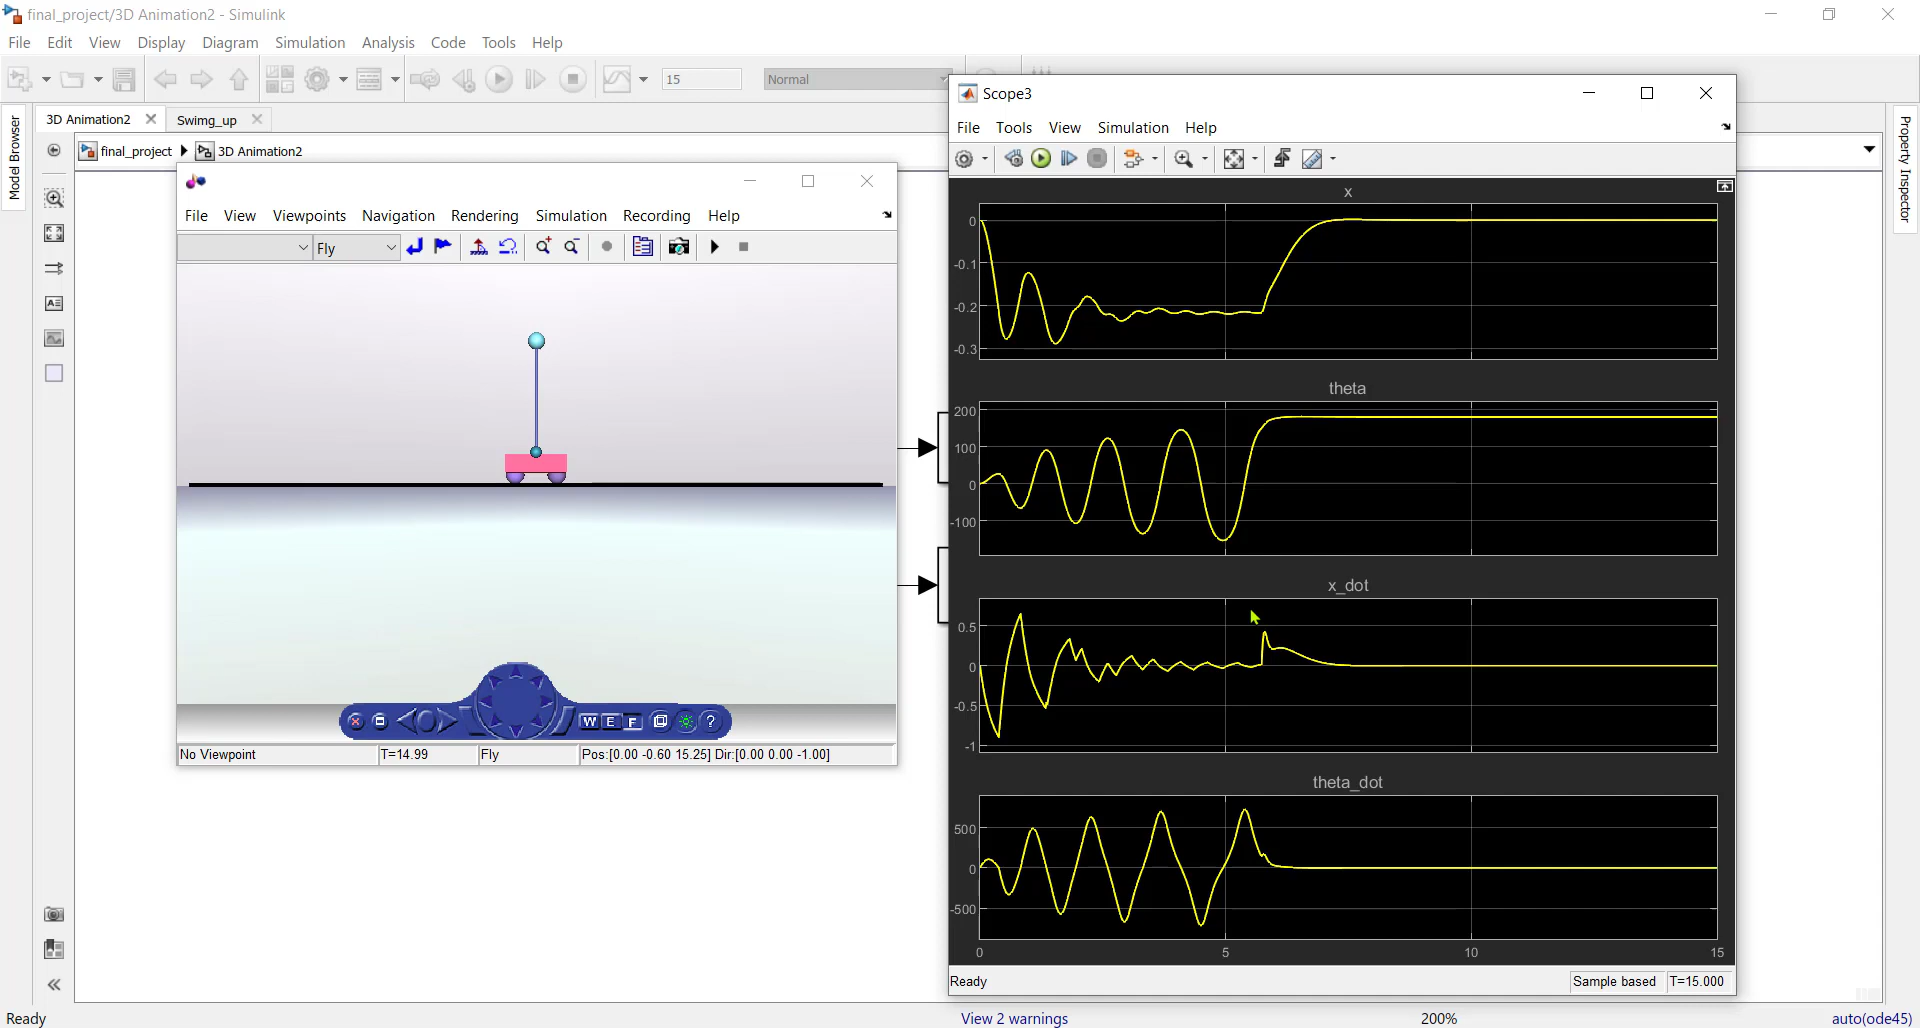 final_project/3D Animation2 - Simulink
File Edit View Display Diagram Simulation Analysis Code Tools Help
15 Normal
Model Browser
3D Animation2 Swimg_up
final_project 3D Animation2
File View Viewpoints Navigation Rendering Simulation Recording Help
Fly
W E F ?
No Viewpoint T=14.99 Fly Pos:[0.00 -0.60 15.25] Dir:[0.00 0.00 -1.00]
Scope3
File Tools View Simulation Help
x
0
-0.1
-0.2
-0.3
theta
200
100
0
-100
x_dot
0.5
0
-0.5
-1
theta_dot
500
0
-500
0 5 10 15
Ready Sample based T=15.000
Property Inspector
Ready View 2 warnings 200% auto(ode45)